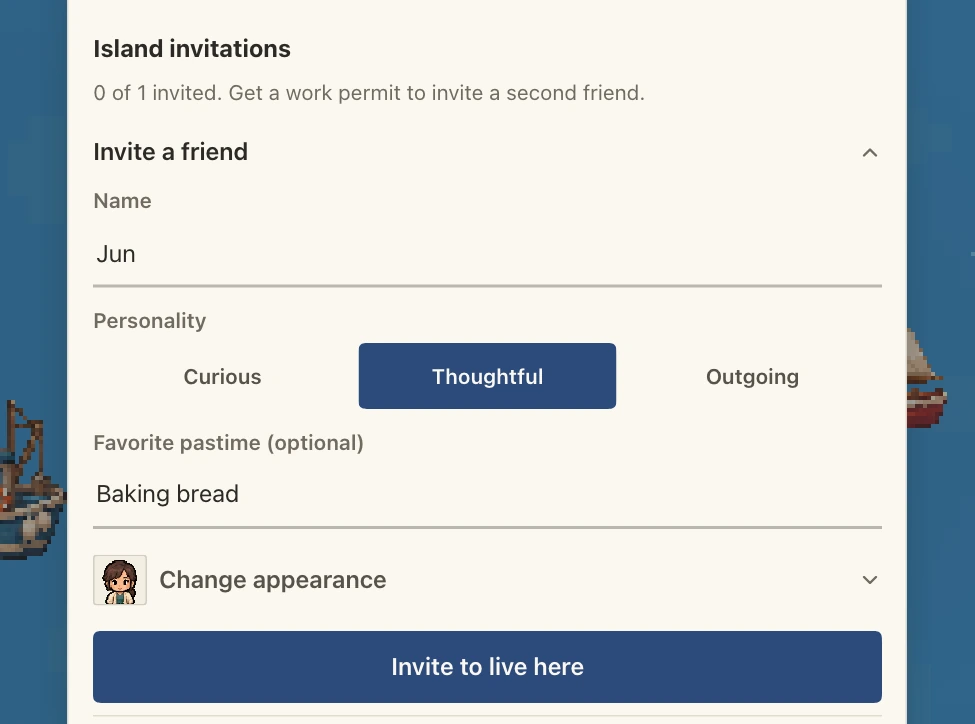 Island invitations
0 of 1 invited. Get a work permit to invite a second friend.
Invite a friend
Name
Jun
Personality
Curious
Thoughtful
Outgoing
Favorite pastime (optional)
Baking bread
Change appearance
Invite to live here